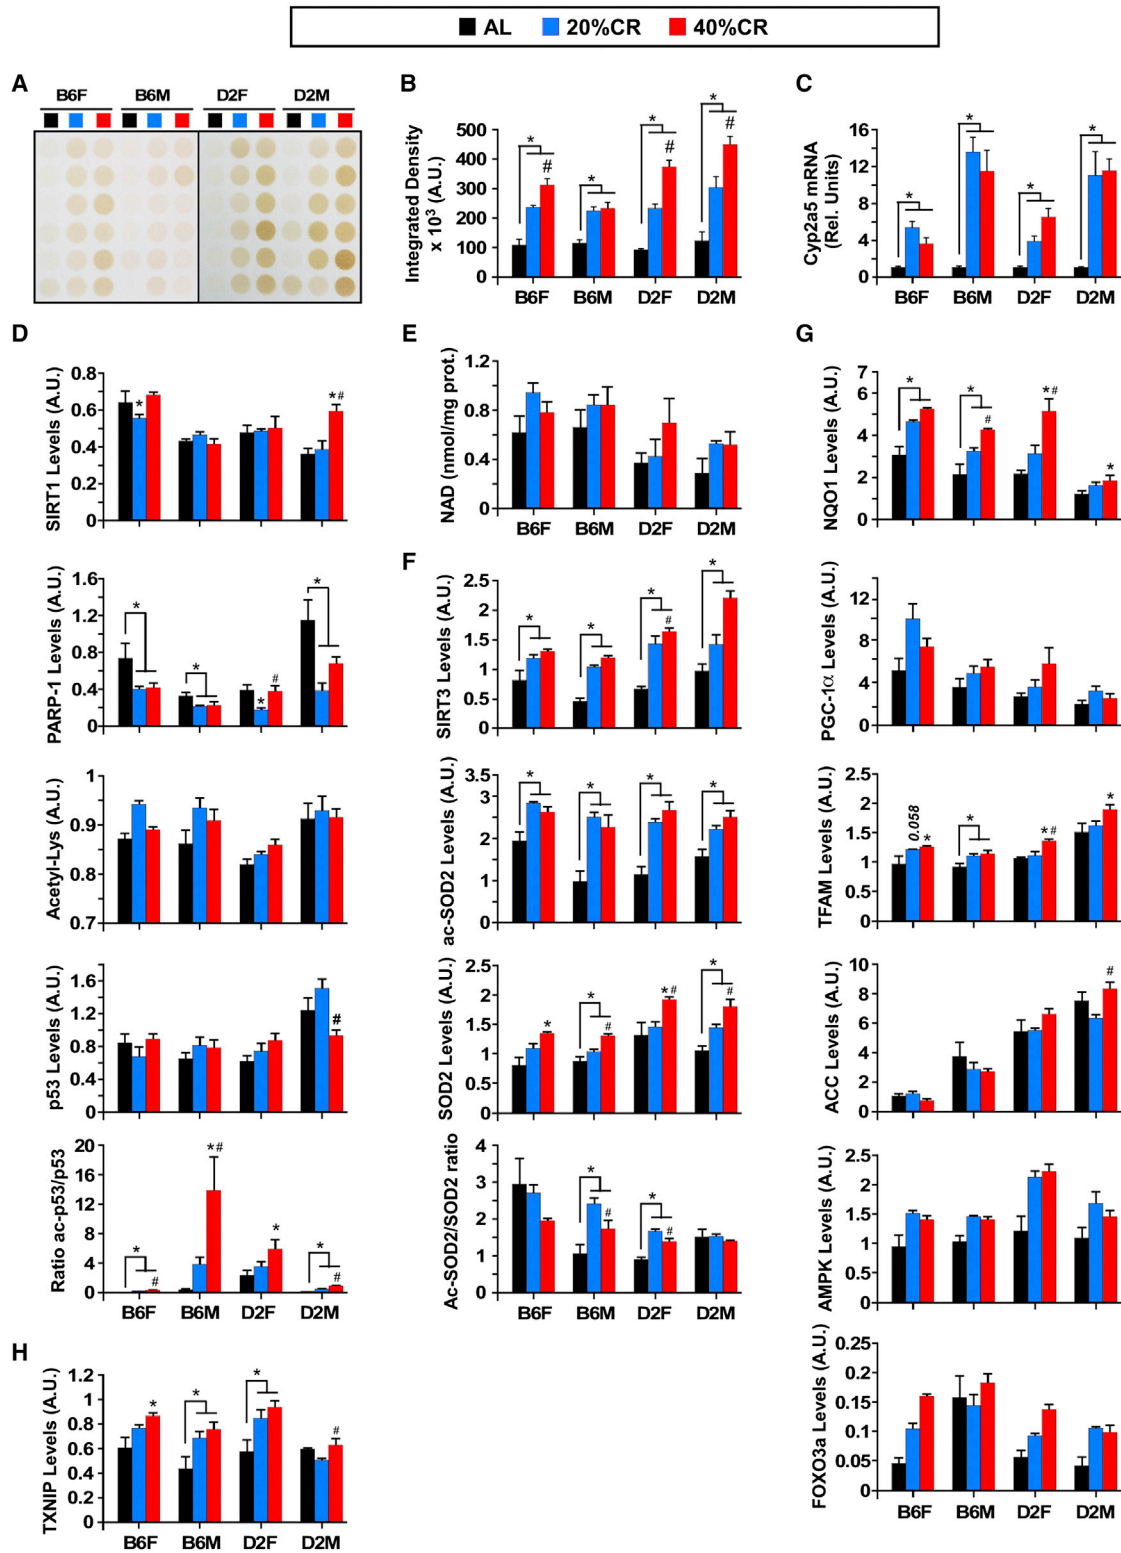 AL 20%CR 40%CR
A
B6F B6M D2F D2M
B
Integrated Density
x 10³ (A.U.)
500
400
300
200
100
0
* # * * # * #
B6F B6M D2F D2M
C
Cyp2a5 mRNA
(Rel. Units)
16
12
8
4
0
* * * *
B6F B6M D2F D2M
D
SIRT1 Levels (A.U.)
0.8
0.6
0.4
0.2
0
* *#
PARP-1 Levels (A.U.)
1.6
1.2
0.8
0.4
0
* * * # *
Acetyl-Lys (A.U.)
1
0.9
0.8
0.7
p53 Levels (A.U.)
1.6
1.2
0.8
0.4
0
#
Ratio ac-p53/p53
20
16
12
8
4
0
* # *# * * #
B6F B6M D2F D2M
E
NAD (nmol/mg prot.)
1.2
0.8
0.4
0
B6F B6M D2F D2M
F
SIRT3 Levels (A.U.)
2.5
2
1.5
1
0.5
0
* * * # *
ac-SOD2 Levels (A.U.)
3.5
3
2.5
2
1
0
* * * *
SOD2 Levels (A.U.)
2.5
2
1.5
1
0.5
0
* * # *# * #
Ac-SOD2/SOD2 ratio
4
3
2
1
0
* # * #
B6F B6M D2F D2M
G
NQO1 Levels (A.U.)
7
6
4
2
0
* * # *# *
PGC-1α Levels (A.U.)
12
8
4
0
TFAM Levels (A.U.)
2.5
2
1.5
1
0.5
0
0.058 * * *# *
ACC Levels (A.U.)
10
8
6
4
2
0
#
AMPK Levels (A.U.)
2.5
2
1.5
1
0.5
0
FOXO3a Levels (A.U.)
0.25
0.2
0.15
0.1
0.05
0
B6F B6M D2F D2M
H
TXNIP Levels (A.U.)
1.2
1
0.8
0.6
0.4
0.2
0
* * * #
B6F B6M D2F D2M